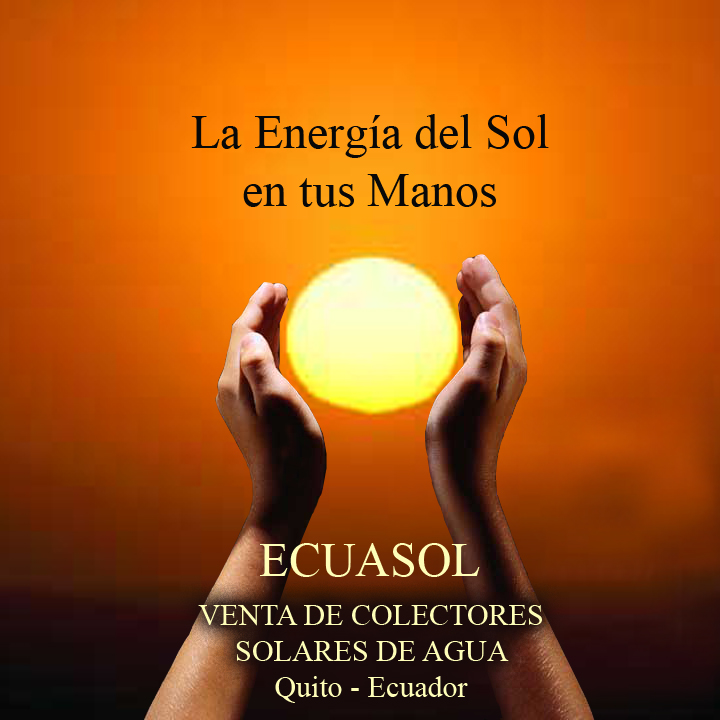 La Energía del Sol
en tus Manos
ECUASOL
VENTA DE COLECTORES
SOLARES DE AGUA
Quito - Ecuador